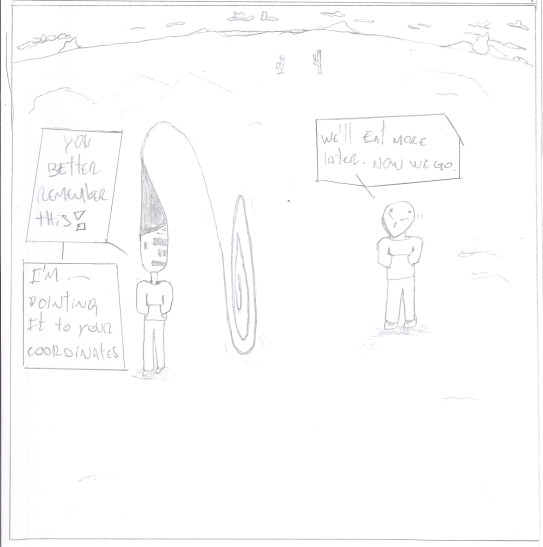 YOU
BETTER
REMEMBER
tHiS!
I'M —
POINTING
It to YOUR
COORDINAtES
WE'll EAt MORE
lAtER. NOW WE GO.